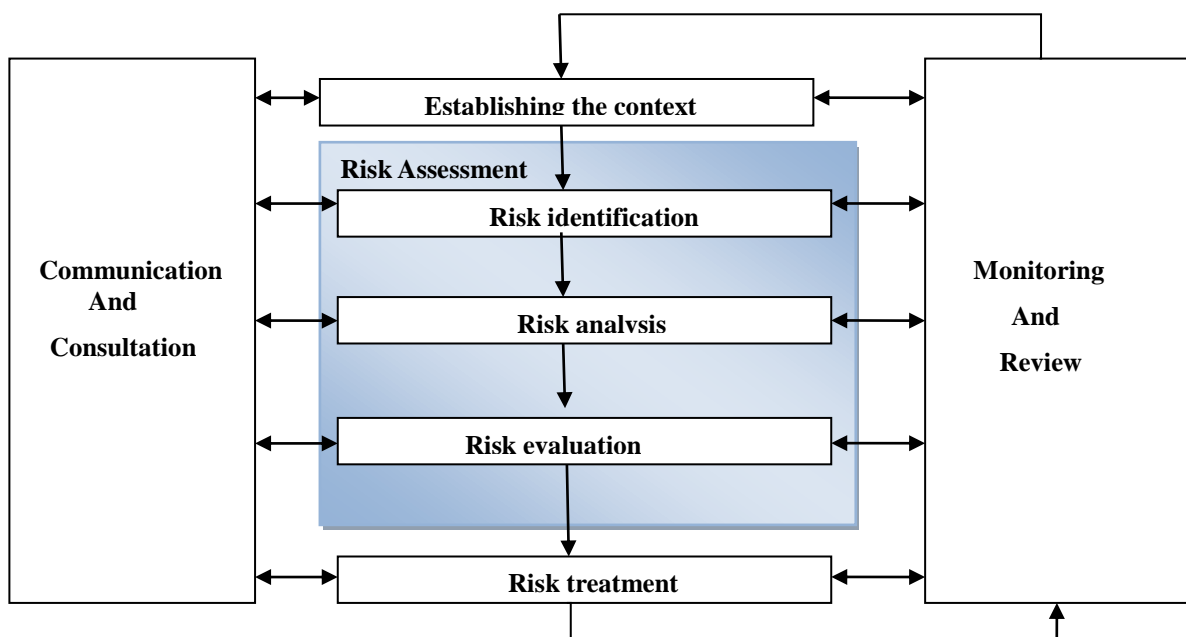 Establishing the context
Risk Assessment
Risk identification
Communication
And
Consultation
Monitoring
And
Review
Risk analysis
Risk evaluation
Risk treatment